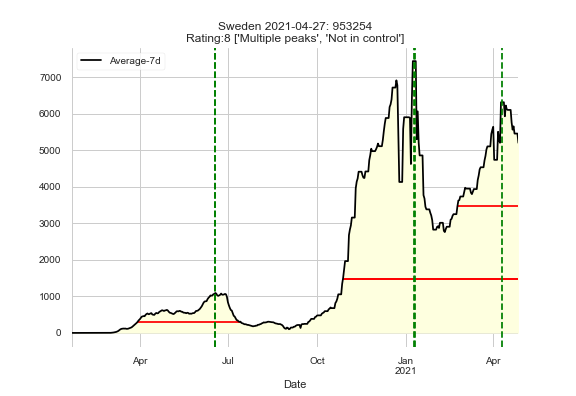 Sweden 2021-04-27: 953254
Rating:8 ['Multiple peaks', 'Not in control']
Average-7d
7000
6000
5000
4000
3000
2000
1000
0
Apr
Jul
Oct
Jan
2021
Apr
Date